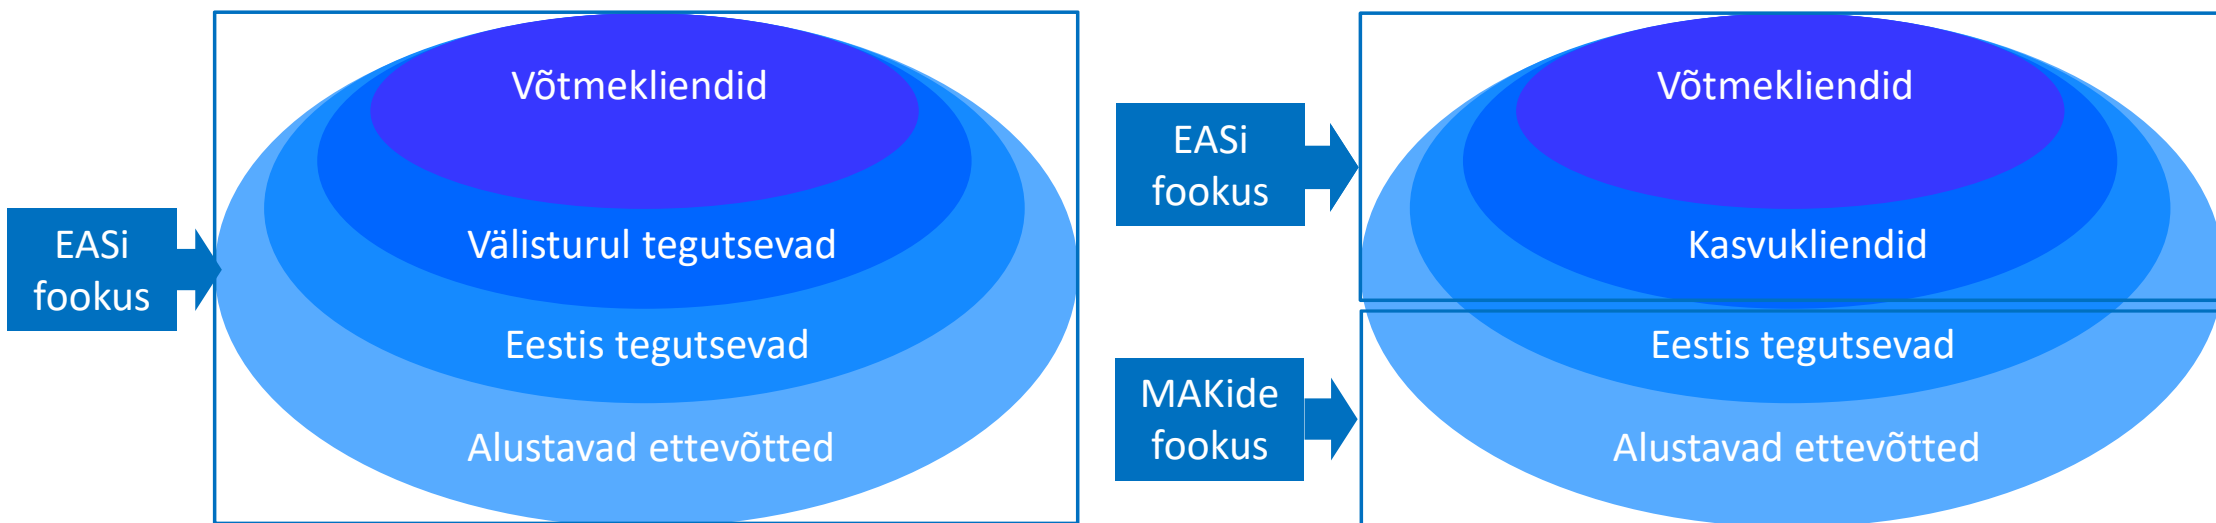 Võtmekliendid
Välisturul tegutsevad
Eestis tegutsevad
Alustavad ettevõtted
EASi
fookus
Võtmekliendid
Kasvukliendid
Eestis tegutsevad
Alustavad ettevõtted
EASi
fookus
MAKide
fookus